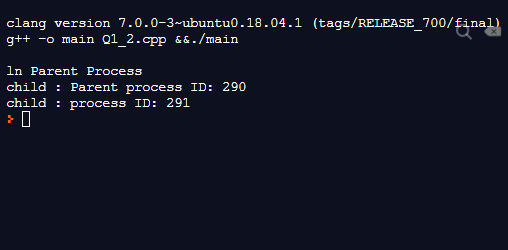 clang version 7.0.0-3~ubuntu0.18.04.1 (tags/RELEASE_700/final)
g++ -o main Q1_2.cpp &&./main
ln Parent Process
child : Parent process ID: 290
child : process ID: 291